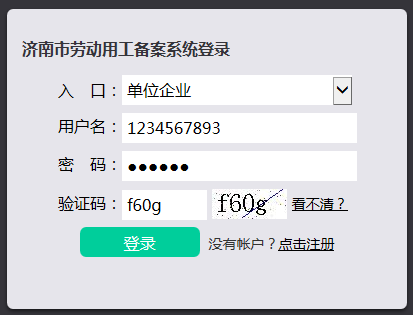 济南市劳动用工备案系统登录
入 口：单位企业
用户名：1234567893
密 码：●●●●●●
验证码：f60g f60g 看不清？
登录 没有帐户？点击注册